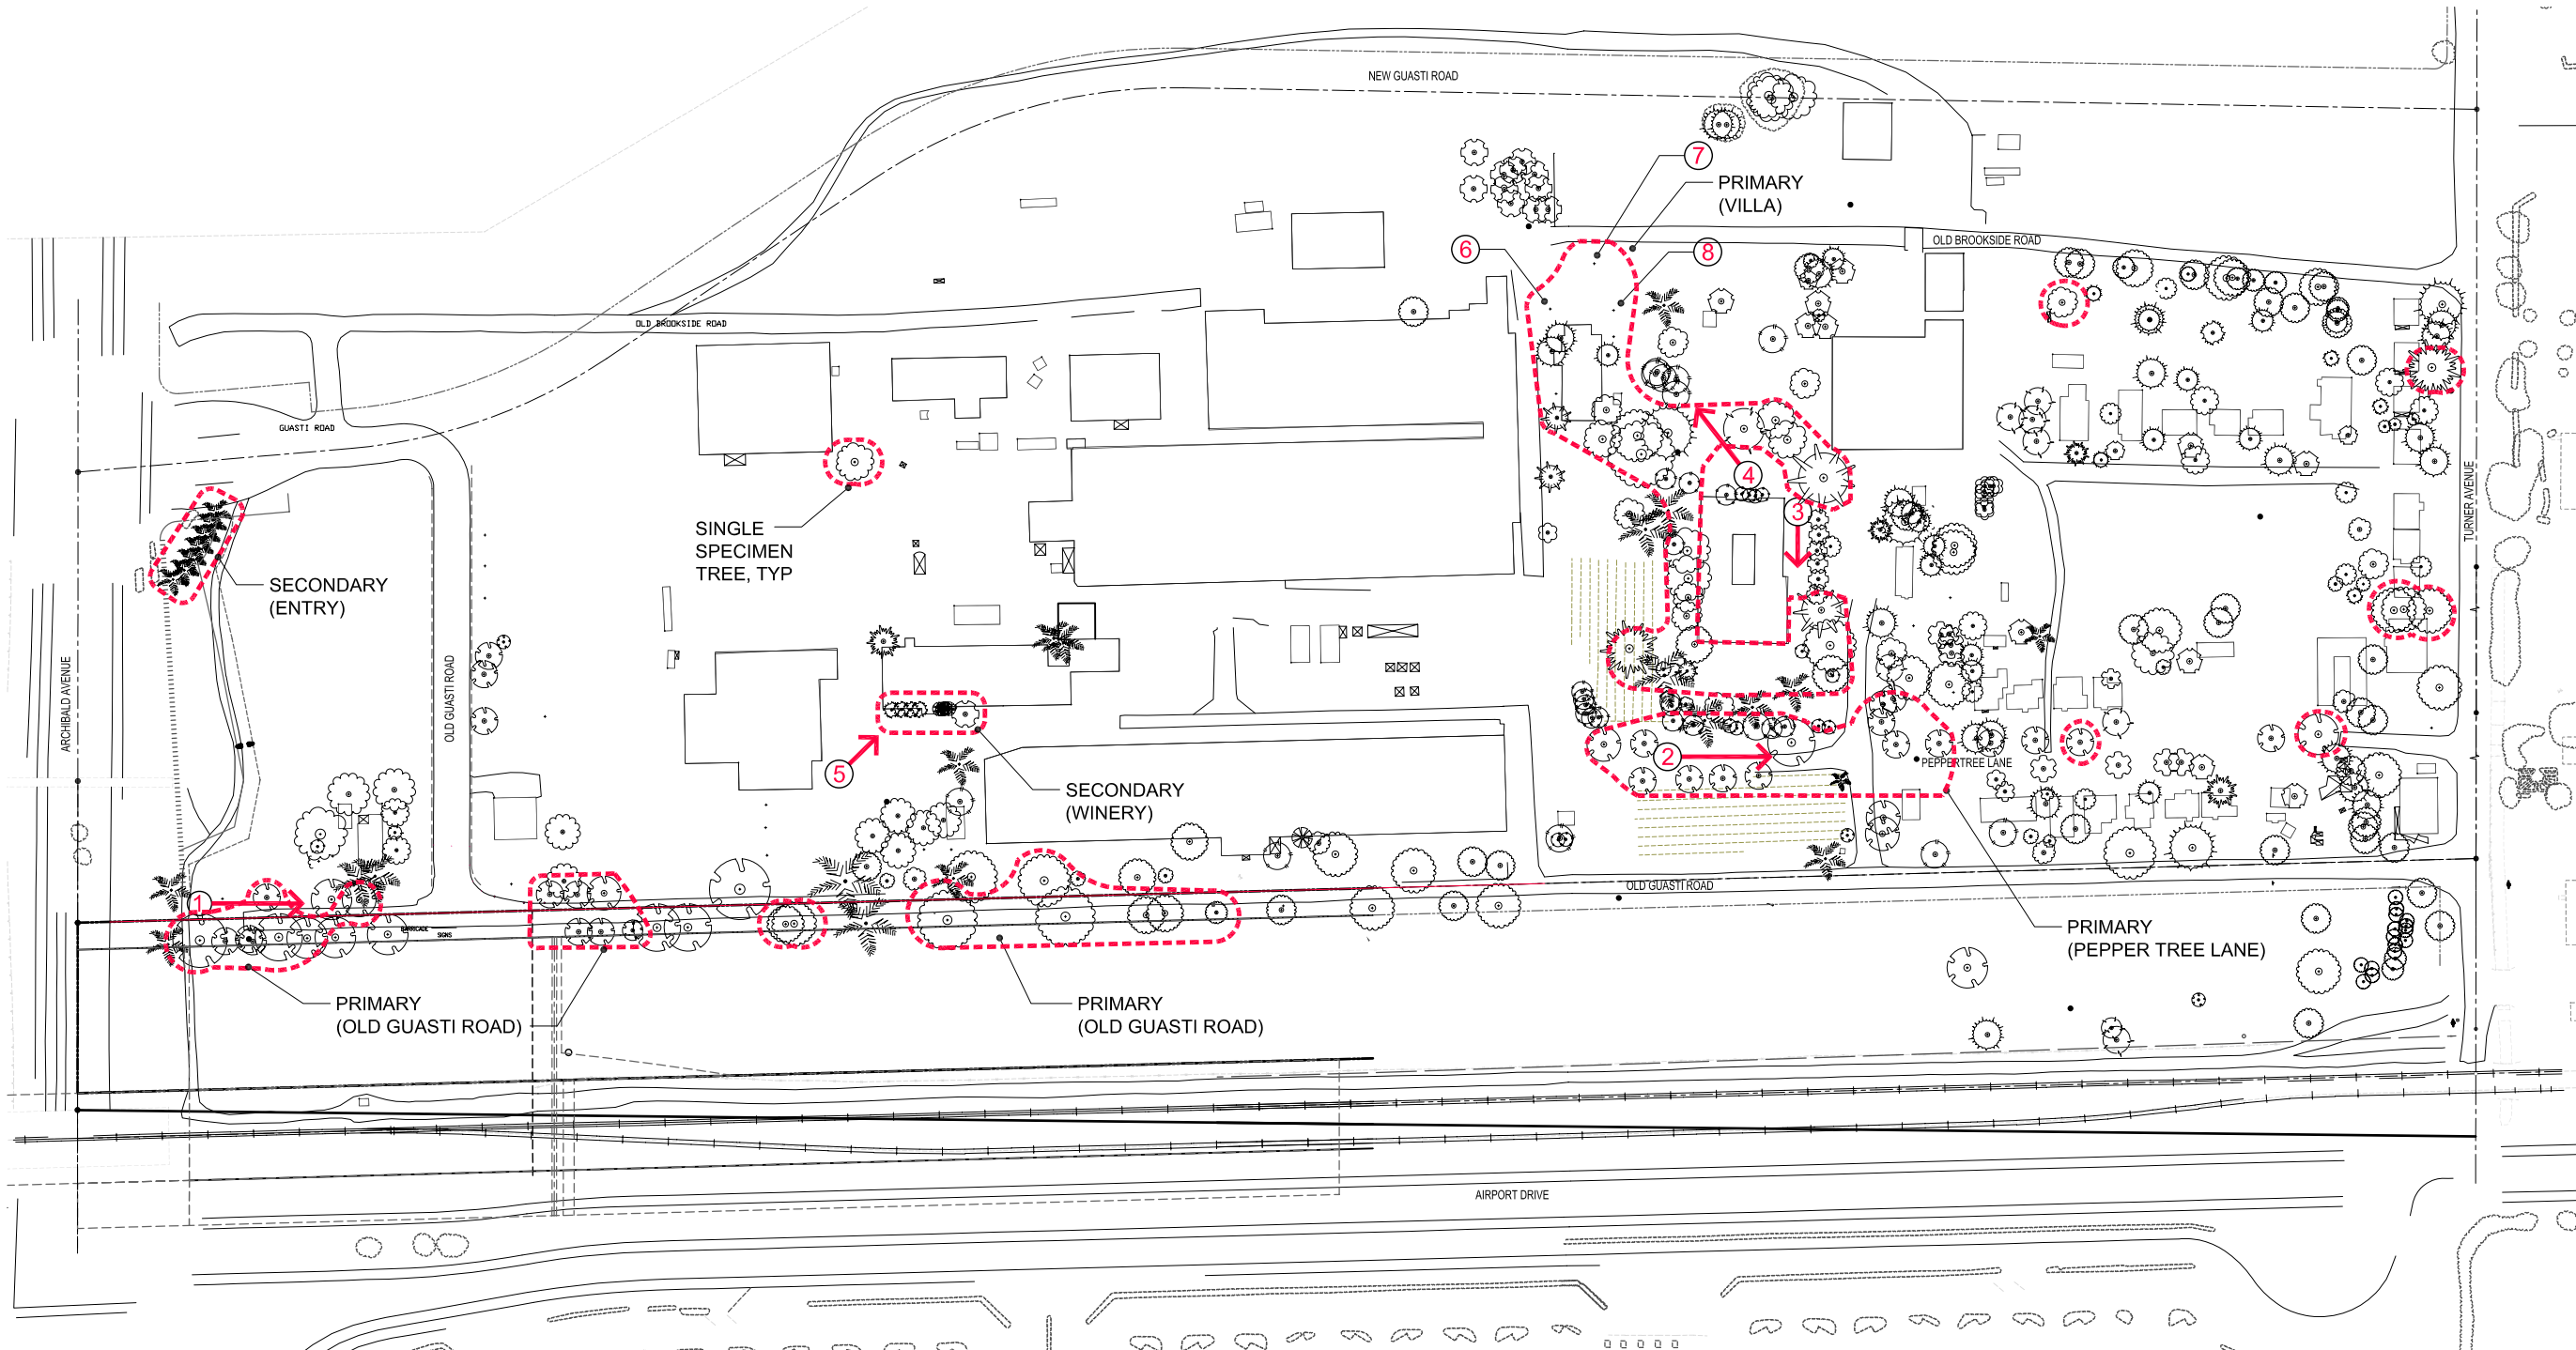 NEW GUASTI ROAD
7
PRIMARY
(VILLA)
6
8
OLD BROOKSIDE ROAD
OLD BROOKSIDE ROAD
GUASTI ROAD
4
3
SINGLE
SPECIMEN
TREE, TYP
TURNER AVENUE
SECONDARY
(ENTRY)
ARCHIBALD AVENUE
OLD GUASTI ROAD
2
5
PEPPERTREE LANE
SECONDARY
(WINERY)
OLD GUASTI ROAD
1
BARRICADE
SIGNS
PRIMARY
(PEPPER TREE LANE)
PRIMARY
(OLD GUASTI ROAD)
PRIMARY
(OLD GUASTI ROAD)
AIRPORT DRIVE